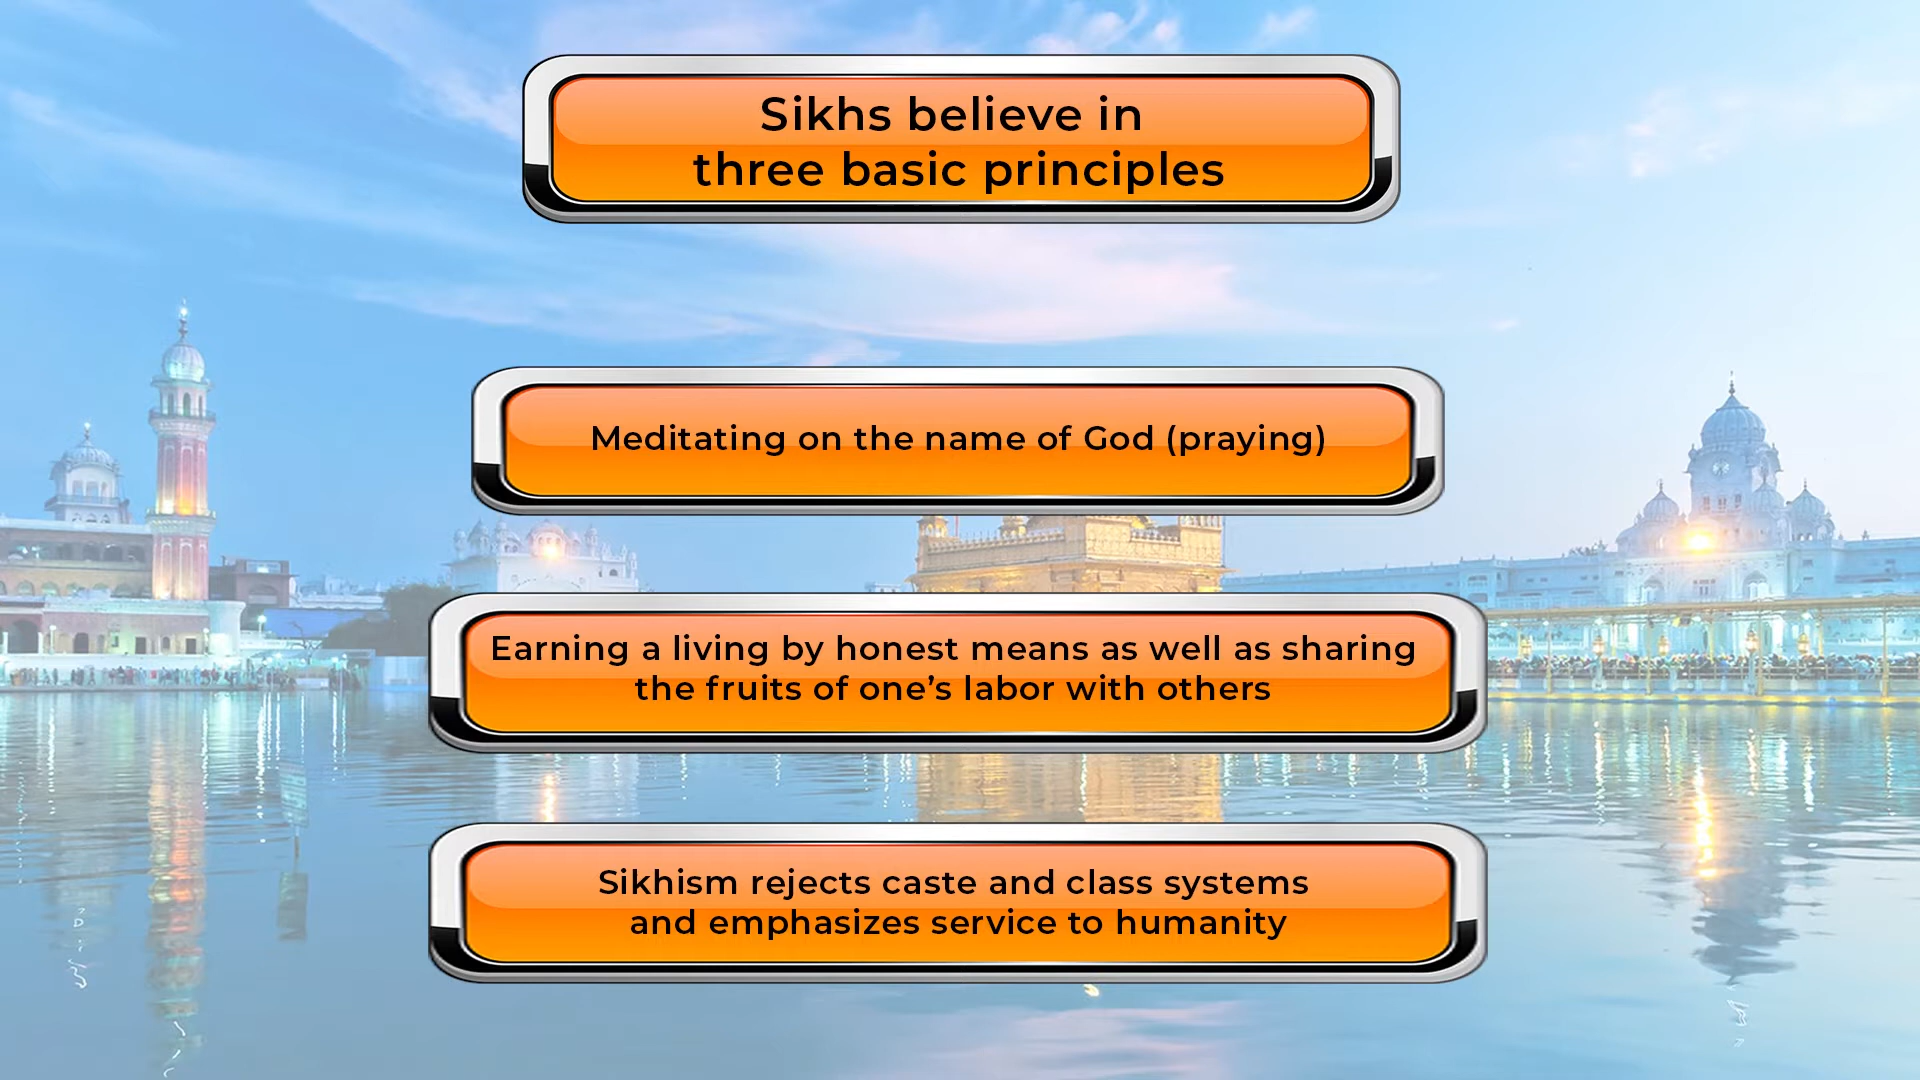 Sikhs believe in
three basic principles
Meditating on the name of God (praying)
Earning a living by honest means as well as sharing
the fruits of one’s labor with others
Sikhism rejects caste and class systems
and emphasizes service to humanity